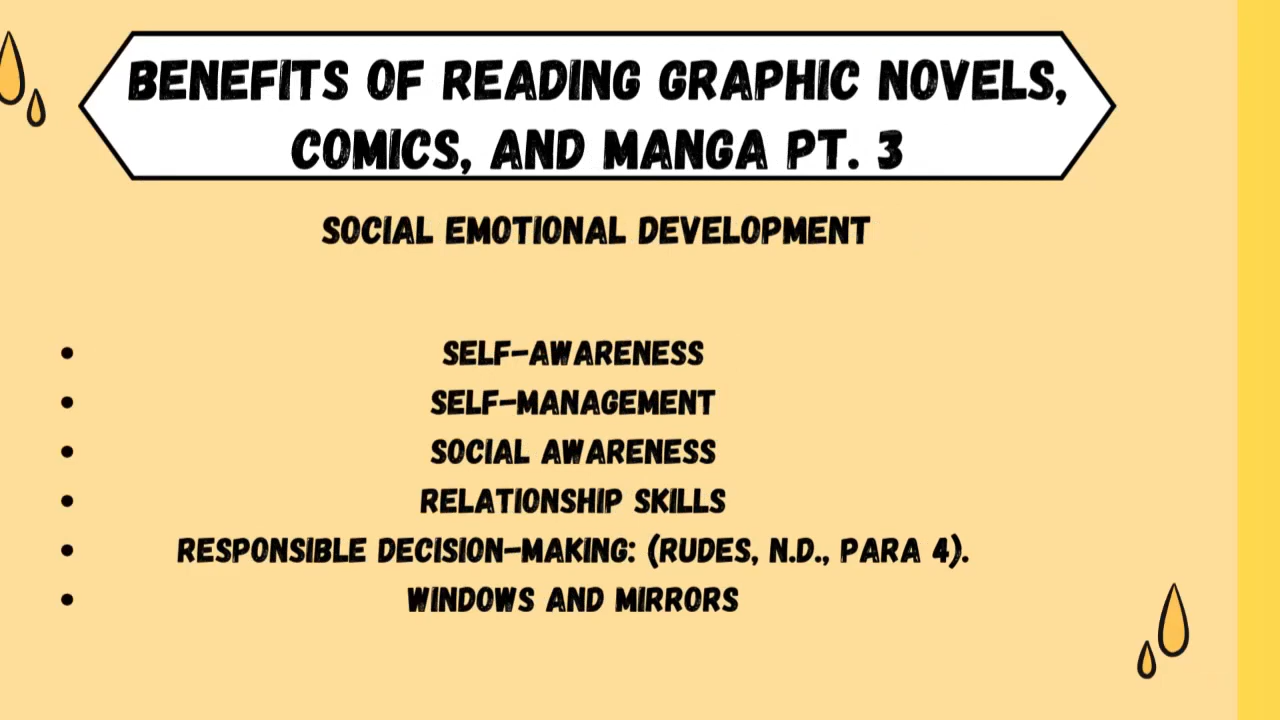 BENEFITS OF READING GRAPHIC NOVELS,
COMICS, AND MANGA PT. 3
SOCIAL EMOTIONAL DEVELOPMENT
• SELF-AWARENESS
• SELF-MANAGEMENT
• SOCIAL AWARENESS
• RELATIONSHIP SKILLS
• RESPONSIBLE DECISION-MAKING: (RUDES, N.D., PARA 4).
• WINDOWS AND MIRRORS